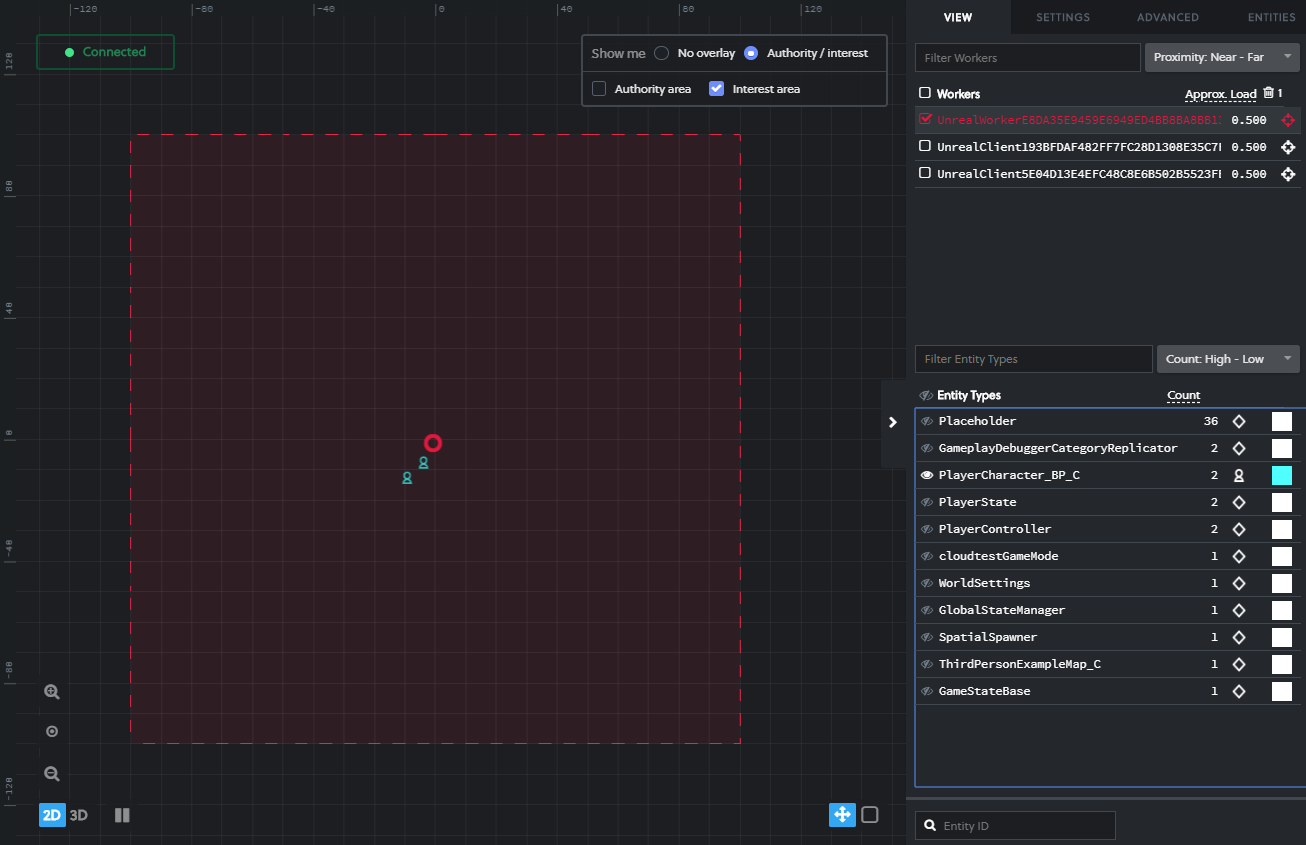 -120 -80 -40 0 40 80 120
VIEW SETTINGS ADVANCED ENTITIES
Connected
Show me No overlay Authority / interest
Authority area Interest area
Filter Workers Proximity: Near - Far
Workers Approx. Load 1
0.500
0.500
0.500
120
80
40
0
-40
-80
-120
Filter Entity Types Count: High - Low
Entity Types Count
Placeholder 36
GameplayDebuggerCategoryReplicator 2
PlayerCharacter_BP_C 2
PlayerState 2
PlayerController 2
cloudtestGameMode 1
WorldSettings 1
GlobalStateManager 1
SpatialSpawner 1
ThirdPersonExampleMap_C 1
GameStateBase 1
2D 3D
Entity ID